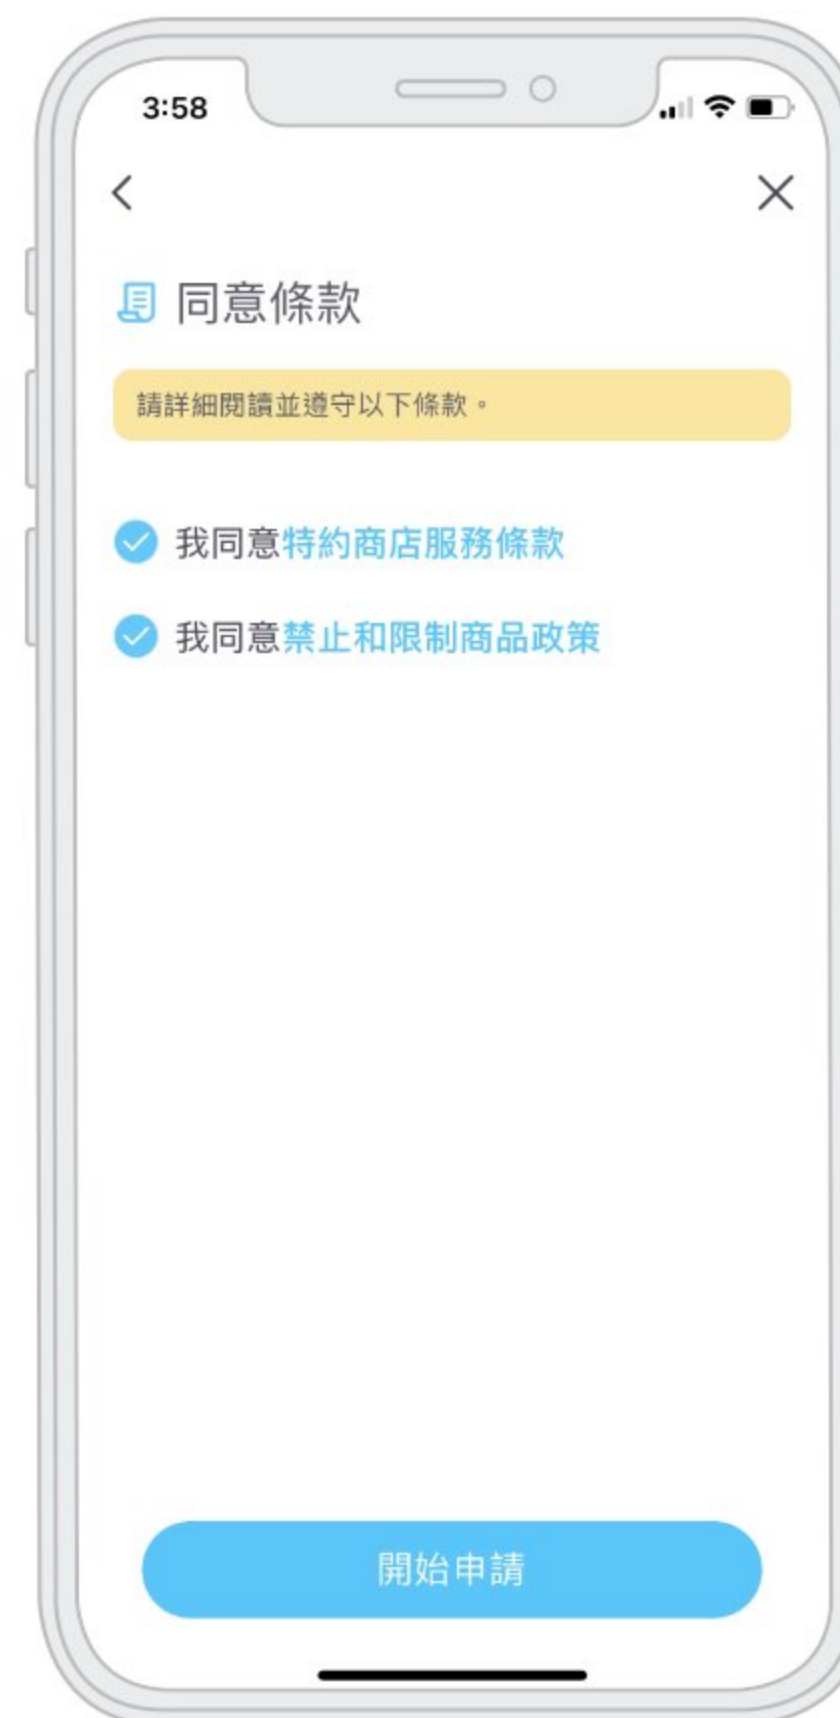 3:58
同意條款
請詳細閱讀並遵守以下條款。
我同意特約商店服務條款
我同意禁止和限制商品政策
開始申請